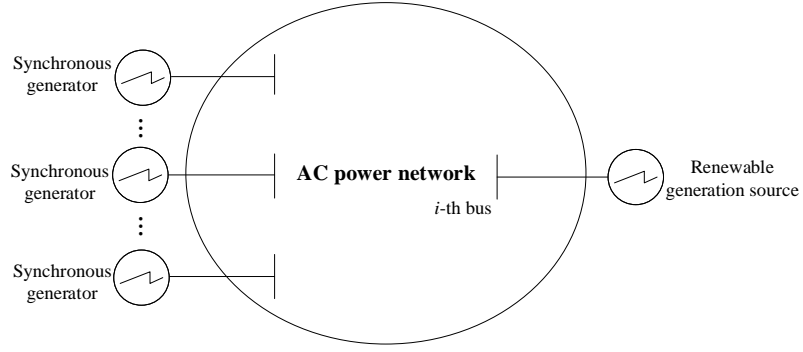 Synchronous
generator
Synchronous
generator
AC power network
Renewable
generation source
i-th bus
Synchronous
generator